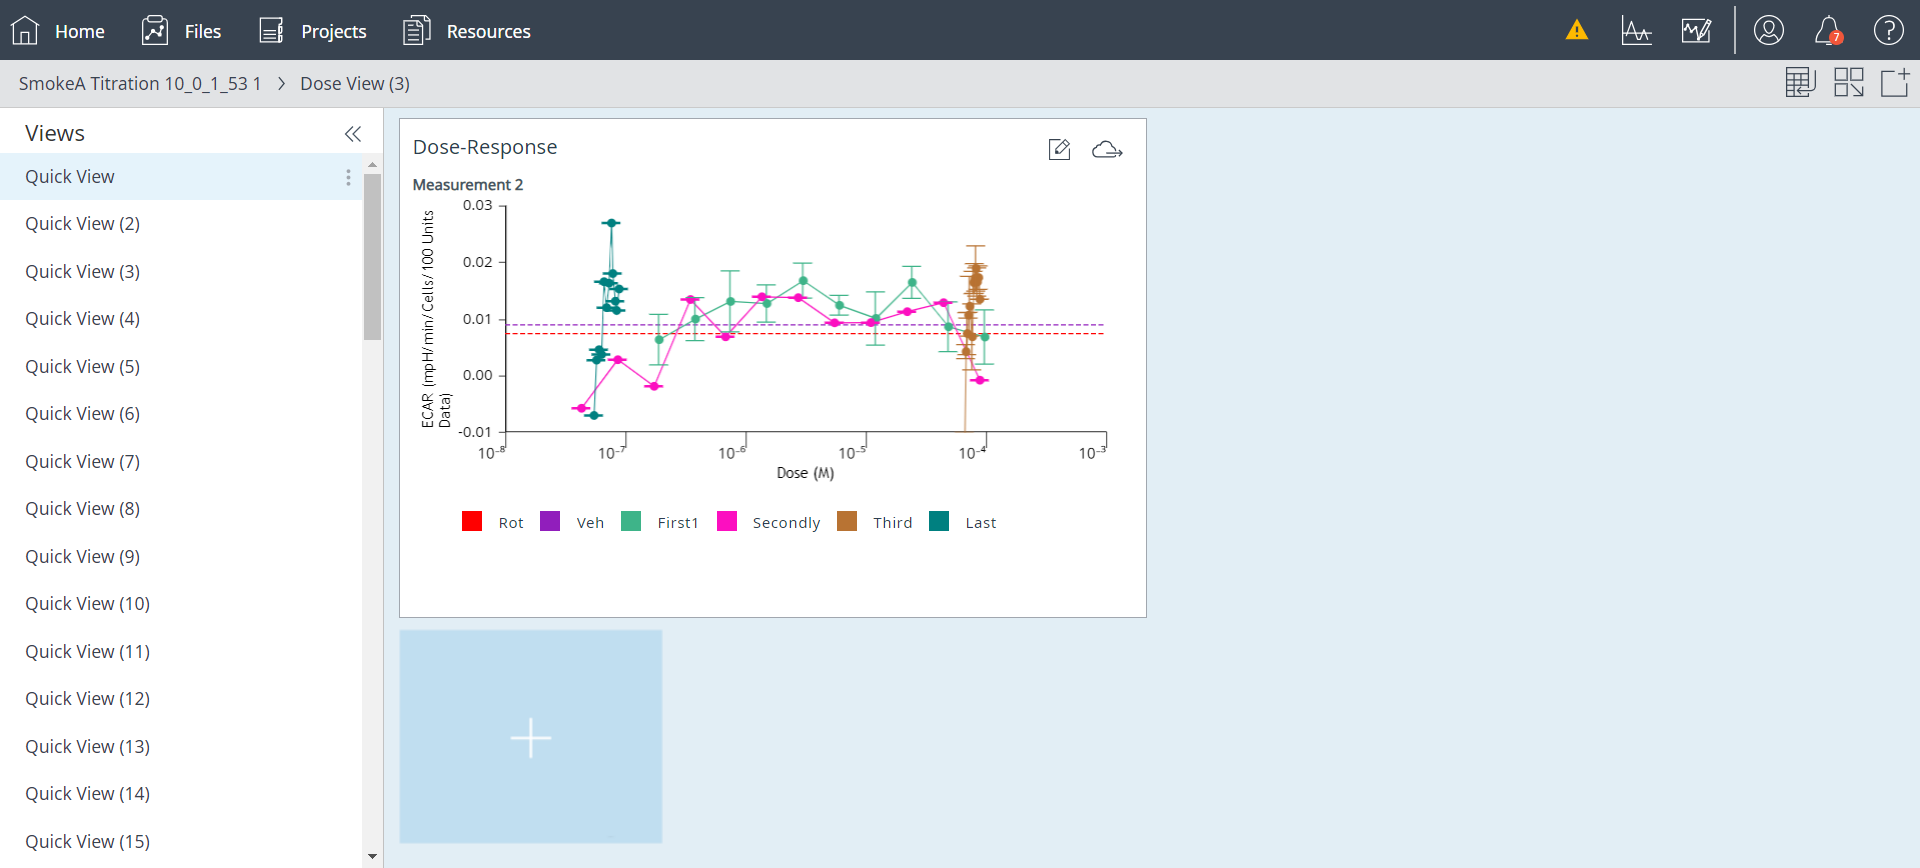 Home Files Projects Resources 7
SmokeA Titration 10_0_1_53 1 > Dose View (3)
Views
Quick View
Quick View (2)
Quick View (3)
Quick View (4)
Quick View (5)
Quick View (6)
Quick View (7)
Quick View (8)
Quick View (9)
Quick View (10)
Quick View (11)
Quick View (12)
Quick View (13)
Quick View (14)
Quick View (15)
Dose-Response
Measurement 2
ECAR (mpH/min/Cells/100 Units
Data)
0.03
0.02
0.01
0.00
-0.01
10-8 10-7 10-6 10-5 10-4 10-3
Dose (M)
Rot Veh First1 Secondly Third Last